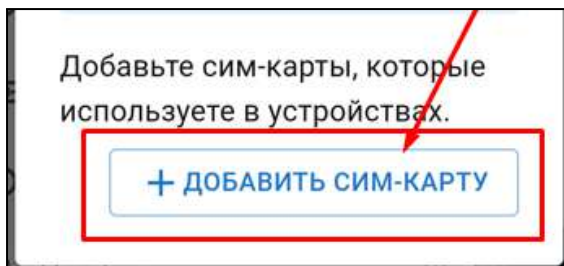 Добавьте сим-карты, которые
используете в устройствах.
+ ДОБАВИТЬ СИМ-КАРТУ